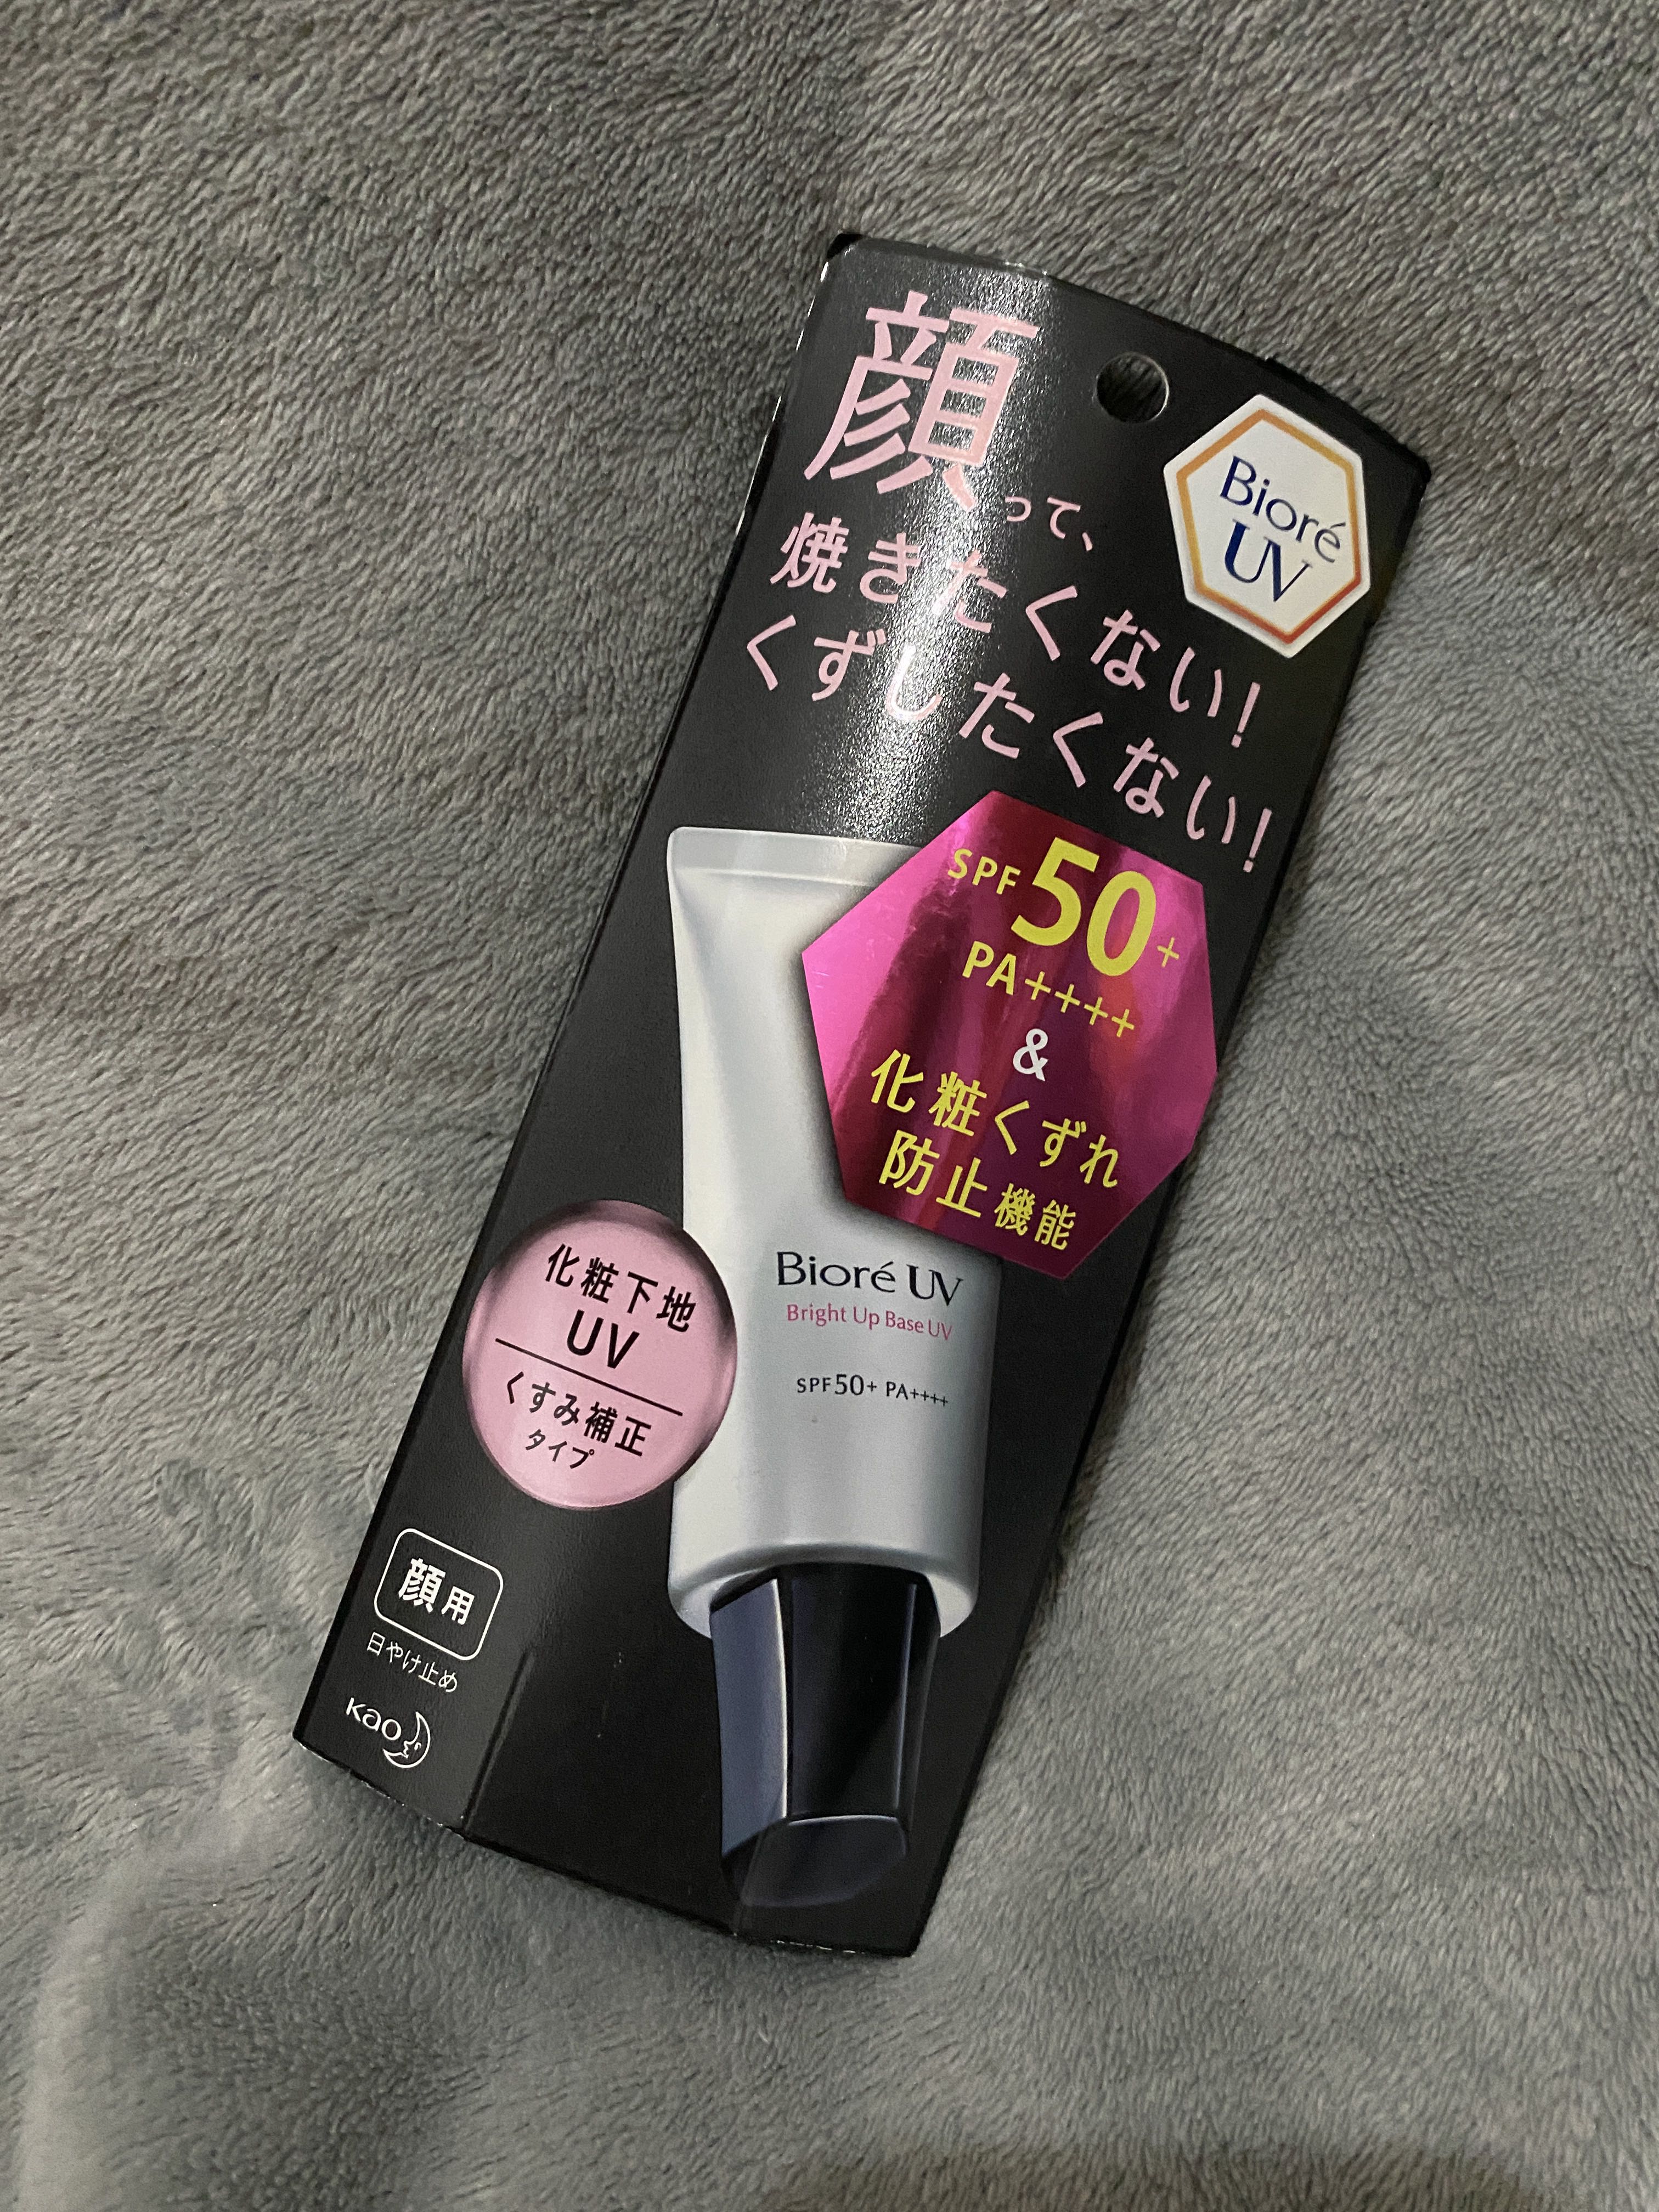 顔って、
焼きたくない！
くずしたくない！
Bioré
UV
SPF50+
PA++++
&
化粧くずれ
防止機能
Bioré UV
Bright Up Base UV
SPF50+ PA++++
化粧下地
UV
くすみ補正
タイプ
顔用
日やけ止め
Kao